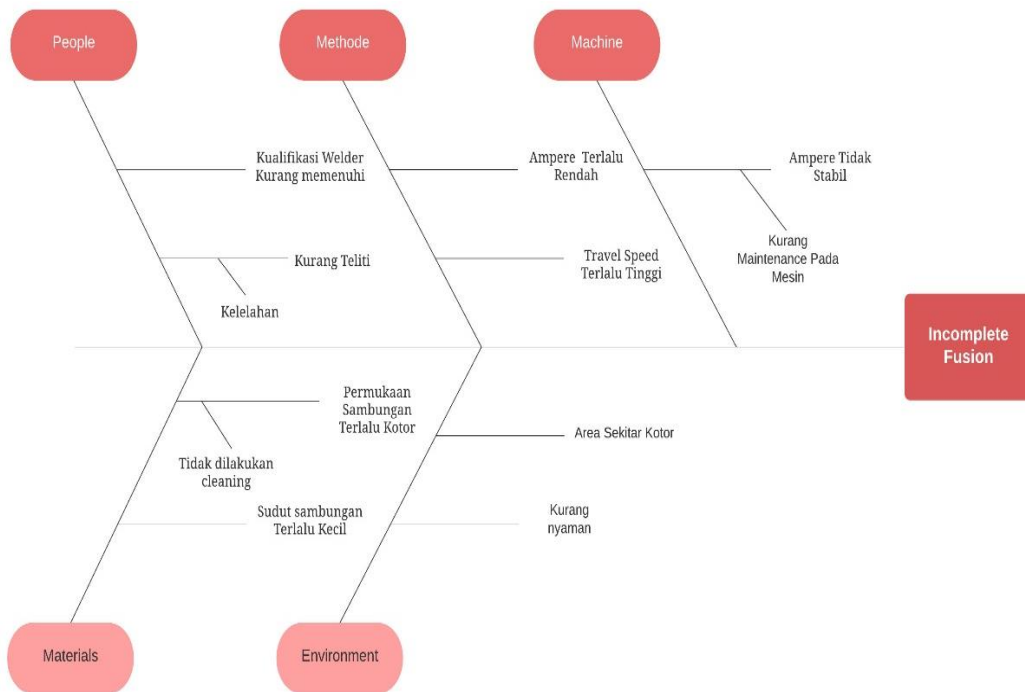 People
Methode
Machine
Kualifikasi Welder
Kurang memenuhi
Ampere Terlalu
Rendah
Ampere Tidak
Stabil
Kurang Teliti
Kelelahan
Travel Speed
Terlalu Tinggi
Kurang
Maintenance Pada
Mesin
Incomplete
Fusion
Permukaan
Sambungan
Terlalu Kotor
Tidak dilakukan
cleaning
Sudut sambungan
Terlalu Kecil
Area Sekitar Kotor
Kurang
nyaman
Materials
Environment